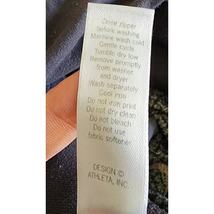 Close zipper
before washing
Machine wash cold
Gentle cycle
Tumble dry low
Remove promptly
from washer
and dryer
Wash separately
Cool iron
Do not iron print
Do not dry clean
Do not bleach
Do not use
fabric softener
DESIGN ©
ATHLETA, INC.